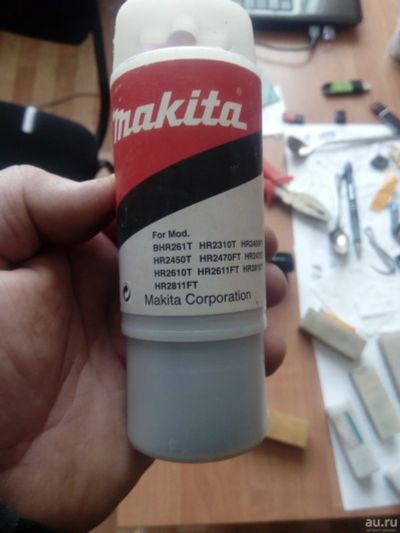 makita
For Mod.
BHR261T HR2310T
HR2450T HR2470FT
HR2610T HR2611FT
HR2811FT
Makita Corporation
au.ru